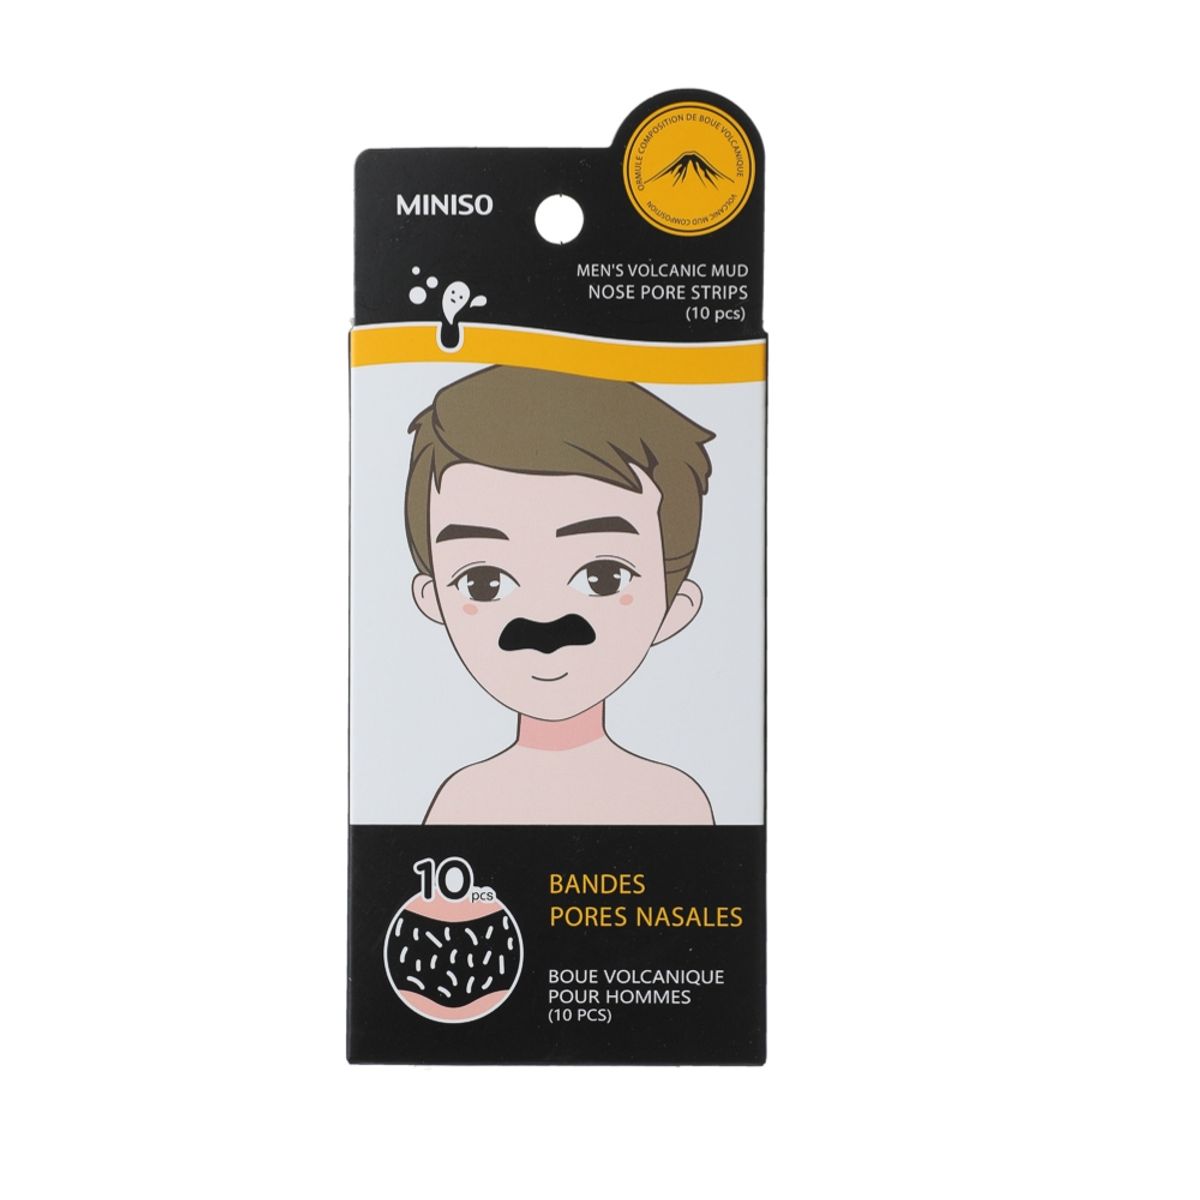 ORMULE COMPOSITION DE BOUE VOLCANIQUE
VOLCANIC MUD COMPOSITION
MINISO
MEN'S VOLCANIC MUD
NOSE PORE STRIPS
(10 pcs)
10
pcs
BANDES
PORES NASALES
BOUE VOLCANIQUE
POUR HOMMES
(10 PCS)